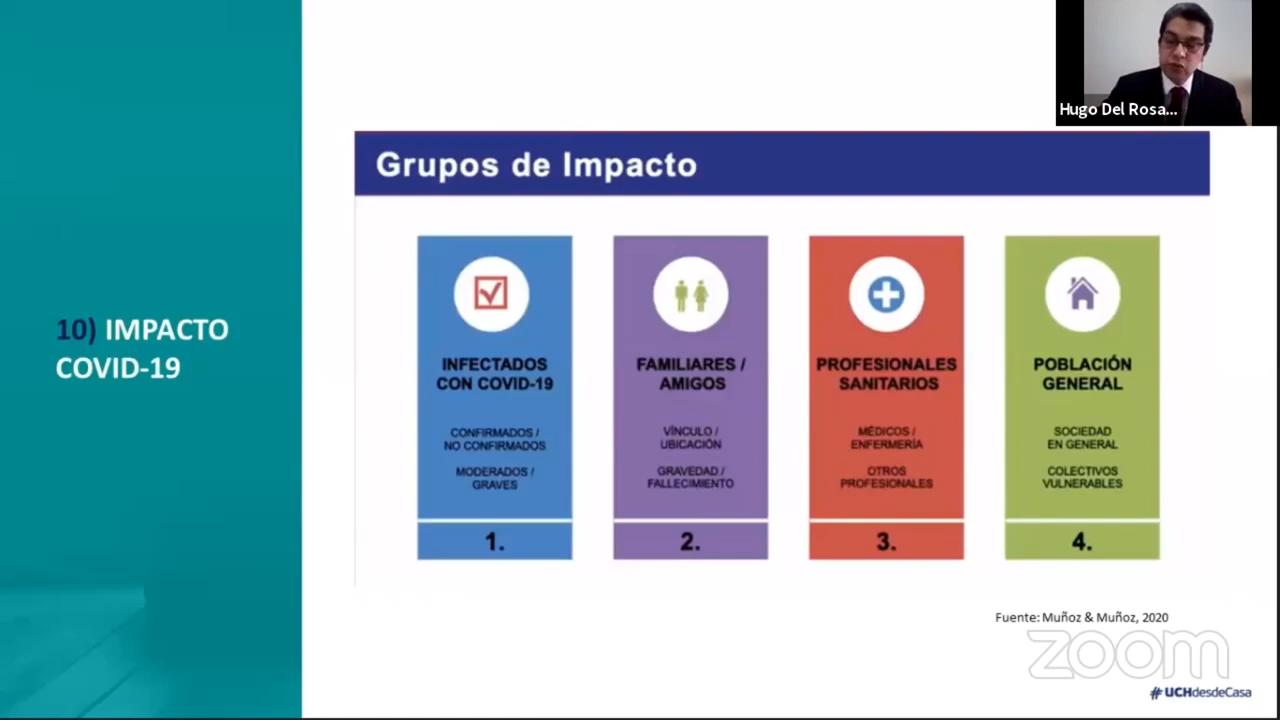 Hugo Del Rosa...
Grupos de Impacto
10) IMPACTO
COVID-19
INFECTADOS
CON COVID-19
CONFIRMADOS /
NO CONFIRMADOS
MODERADOS /
GRAVES
1.
FAMILIARES /
AMIGOS
VÍNCULO /
UBICACIÓN
GRAVEDAD /
FALLECIMIENTO
2.
PROFESIONALES
SANITARIOS
MÉDICOS /
ENFERMERÍA
OTROS
PROFESIONALES
3.
POBLACIÓN
GENERAL
SOCIEDAD
EN GENERAL
COLECTIVOS
VULNERABLES
4.
Fuente: Muñoz & Muñoz, 2020
zoom
#UCHdesdeCasa